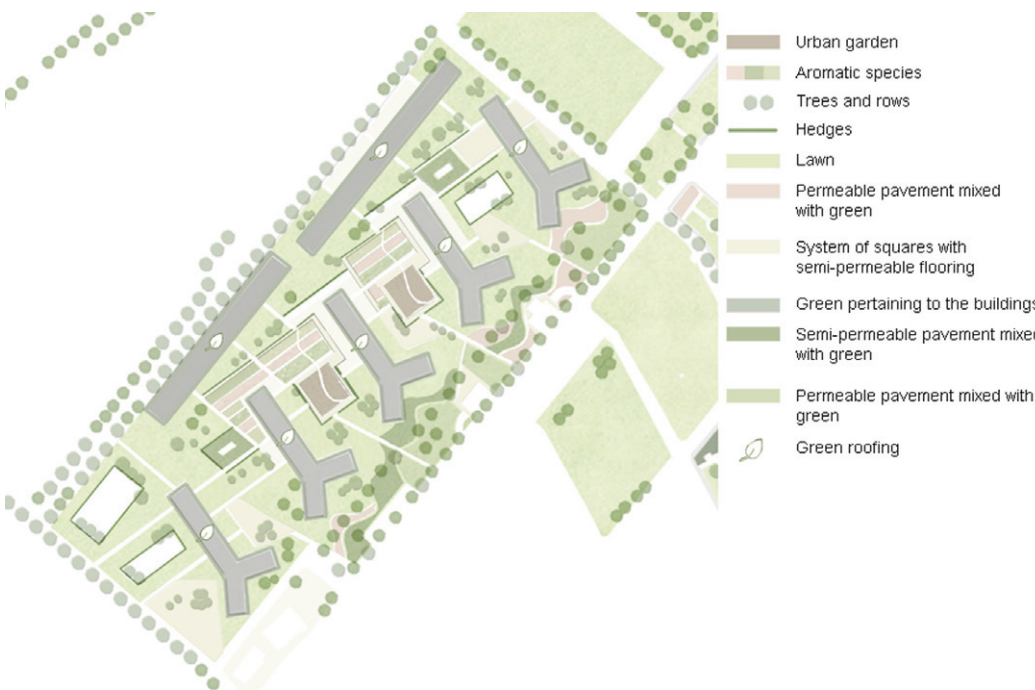 Urban garden
Aromatic species
Trees and rows
Hedges
Lawn
Permeable pavement mixed
with green
System of squares with
semi-permeable flooring
Green pertaining to the buildings
Semi-permeable pavement mixed
with green
Permeable pavement mixed with
green
Green roofing